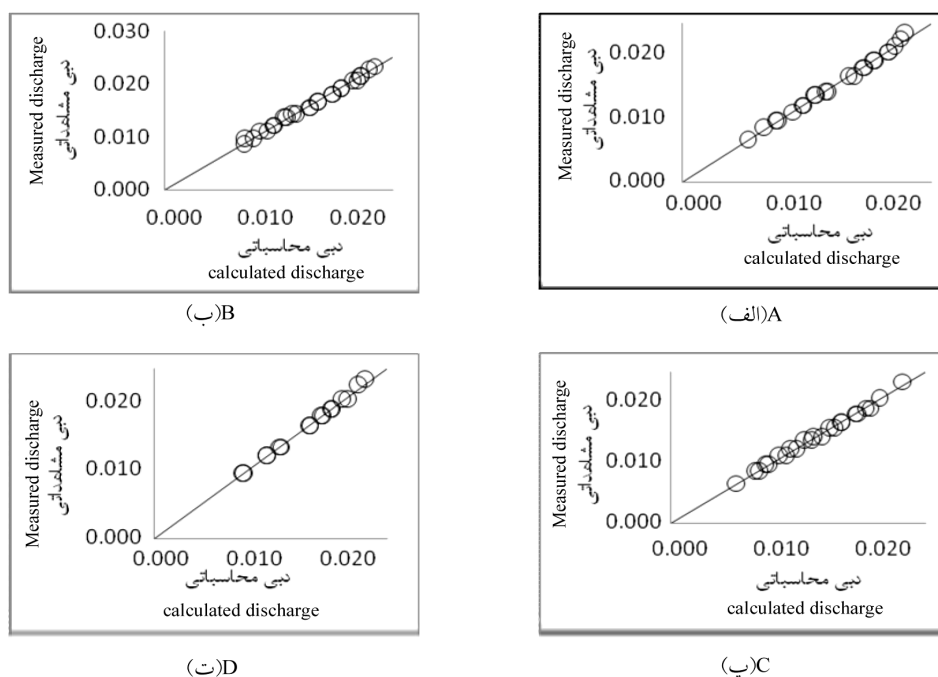 0.030
0.020
0.010
0.000
Measured discharge
دبی مشاهداتی
0.000 0.010 0.020
دبی محاسباتی
calculated discharge
B(ب)
0.020
0.010
0.000
Measured discharge
دبی مشاهداتی
0.000 0.010 0.020
دبی محاسباتی
calculated discharge
A(الف)
0.020
0.010
0.000
Measured discharge
دبی مشاهداتی
0.000 0.010 0.020
دبی محاسباتی
calculated discharge
D(ت)
0.020
0.010
0.000
Measured discharge
دبی مشاهداتی
0.000 0.010 0.020
دبی محاسباتی
calculated discharge
C(پ)